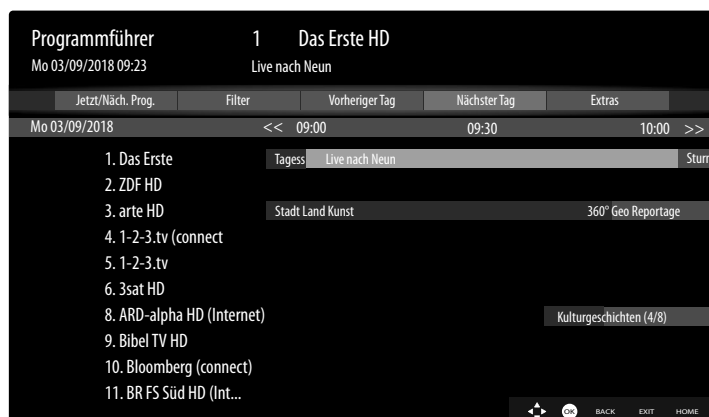 Programmführer 1 Das Erste HD
Mo 03/09/2018 09:23 Live nach Neun
Jetzt/Näch. Prog. Filter Vorheriger Tag Nächster Tag Extras
Mo 03/09/2018 << 09:00 09:30 10:00 >>
1. Das Erste Tagess Live nach Neun Sturr
2. ZDF HD
3. arte HD Stadt Land Kunst 360° Geo Reportage
4. 1-2-3.tv (connect
5. 1-2-3.tv
6. 3sat HD
8. ARD-alpha HD (Internet) Kulturgeschichten (4/8)
9. Bibel TV HD
10. Bloomberg (connect)
11. BR FS Süd HD (Int...
OK BACK EXIT HOME